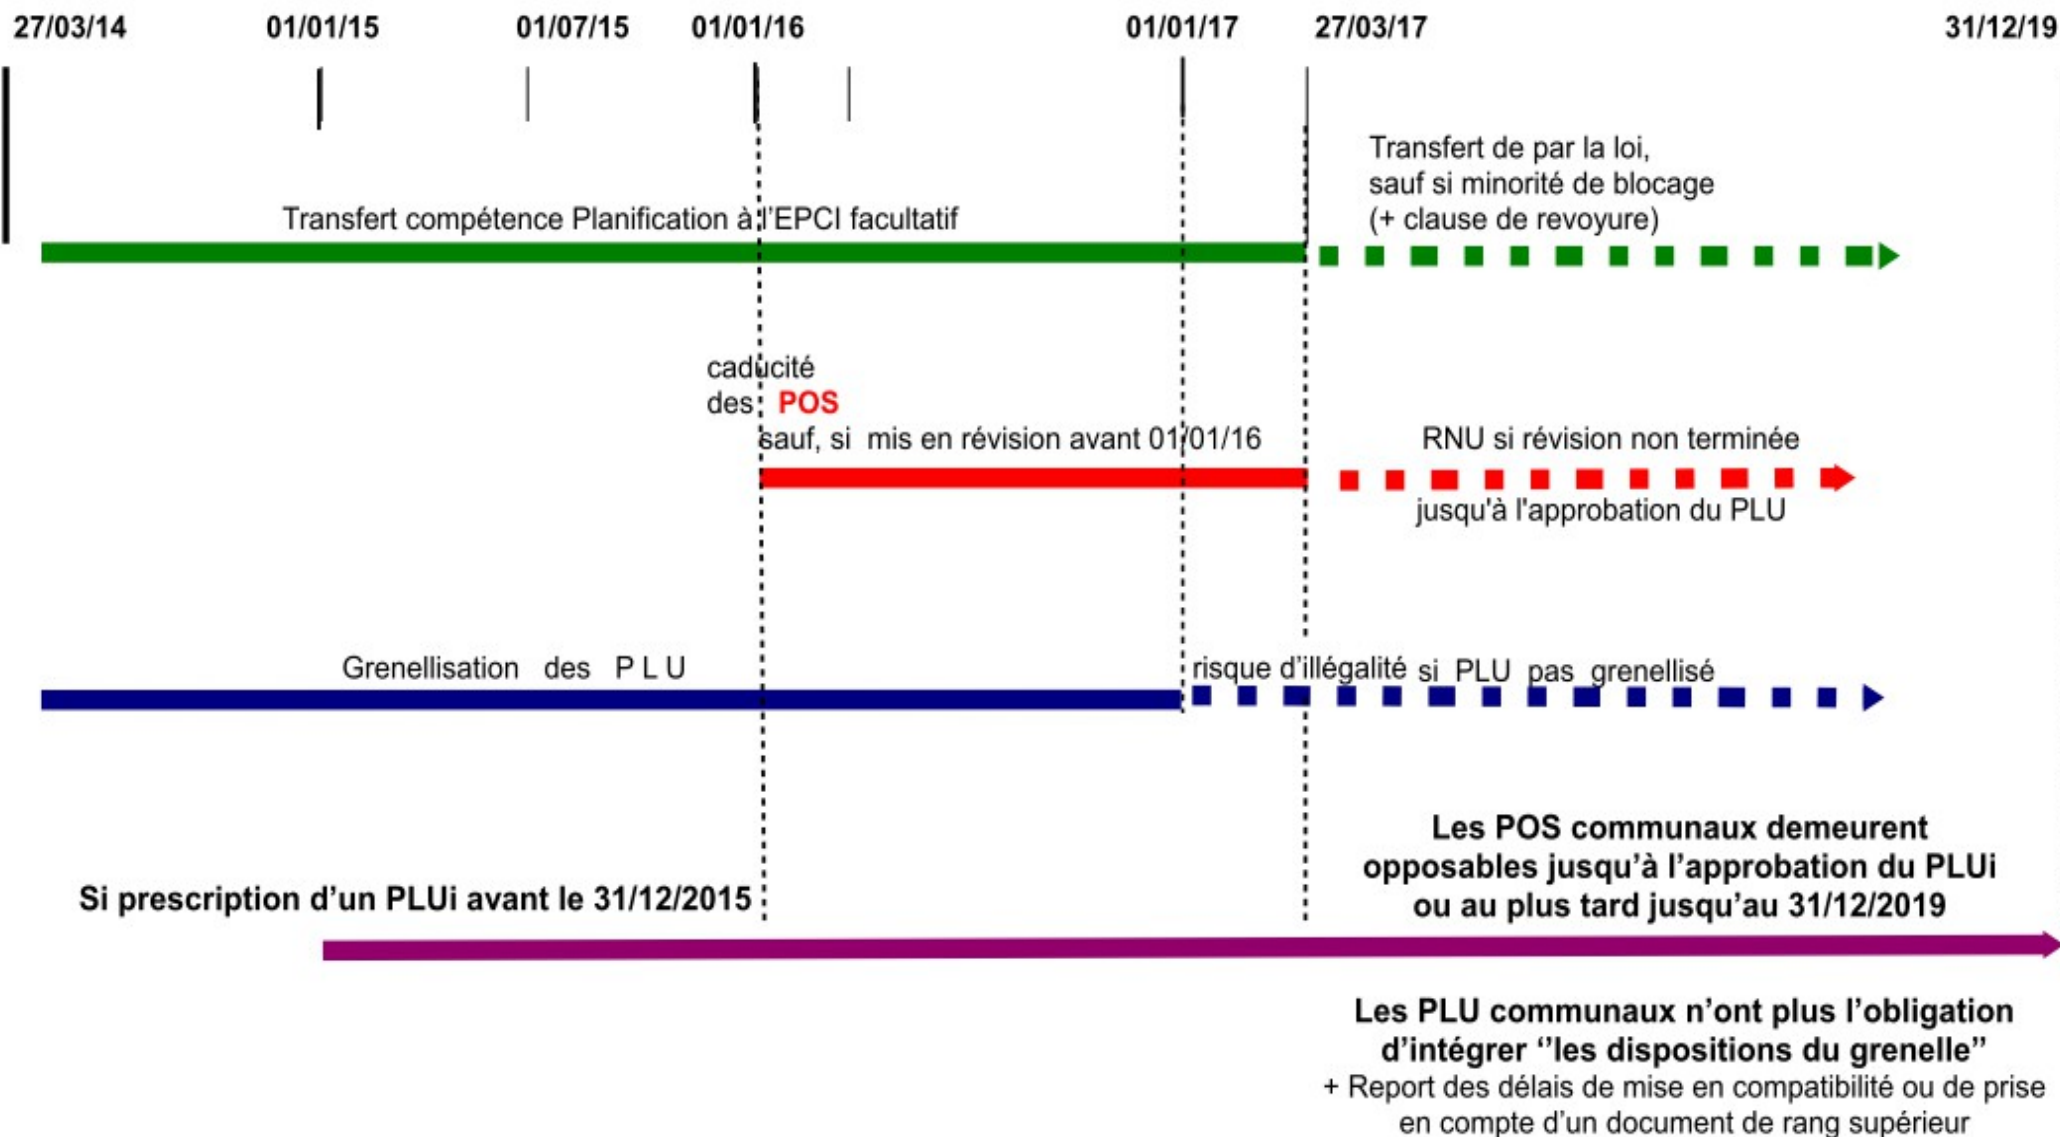 27/03/14 01/01/15 01/07/15 01/01/16 01/01/17 27/03/17 31/12/19
Transfert de par la loi,
sauf si minorité de blocage
(+ clause de revoyure)
Transfert compétence Planification à l'EPCI facultatif
caducité
des POS
sauf, si mis en révision avant 01/01/16
RNU si révision non terminée
jusqu'à l'approbation du PLU
Grenellisation des P L U
risque d'illégalité si PLU pas grenellisé
Les POS communaux demeurent
opposables jusqu'à l'approbation du PLUi
ou au plus tard jusqu'au 31/12/2019
Si prescription d'un PLUi avant le 31/12/2015
Les PLU communaux n'ont plus l'obligation
d'intégrer ‘’les dispositions du grenelle’’
+ Report des délais de mise en compatibilité ou de prise
en compte d'un document de rang supérieur